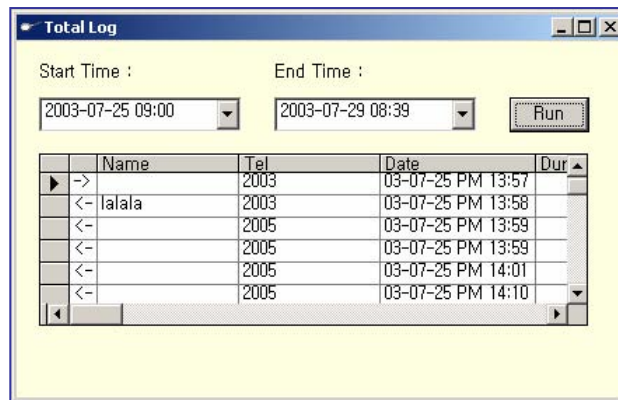 Total Log
Start Time : End Time :
2003-07-25 09:00 2003-07-29 08:39 Run
Name Tel Date Dur
-> 2003 03-07-25 PM 13:57
<- lalala 2003 03-07-25 PM 13:58
<- 2005 03-07-25 PM 13:59
<- 2005 03-07-25 PM 13:59
<- 2005 03-07-25 PM 14:01
<- 2005 03-07-25 PM 14:10